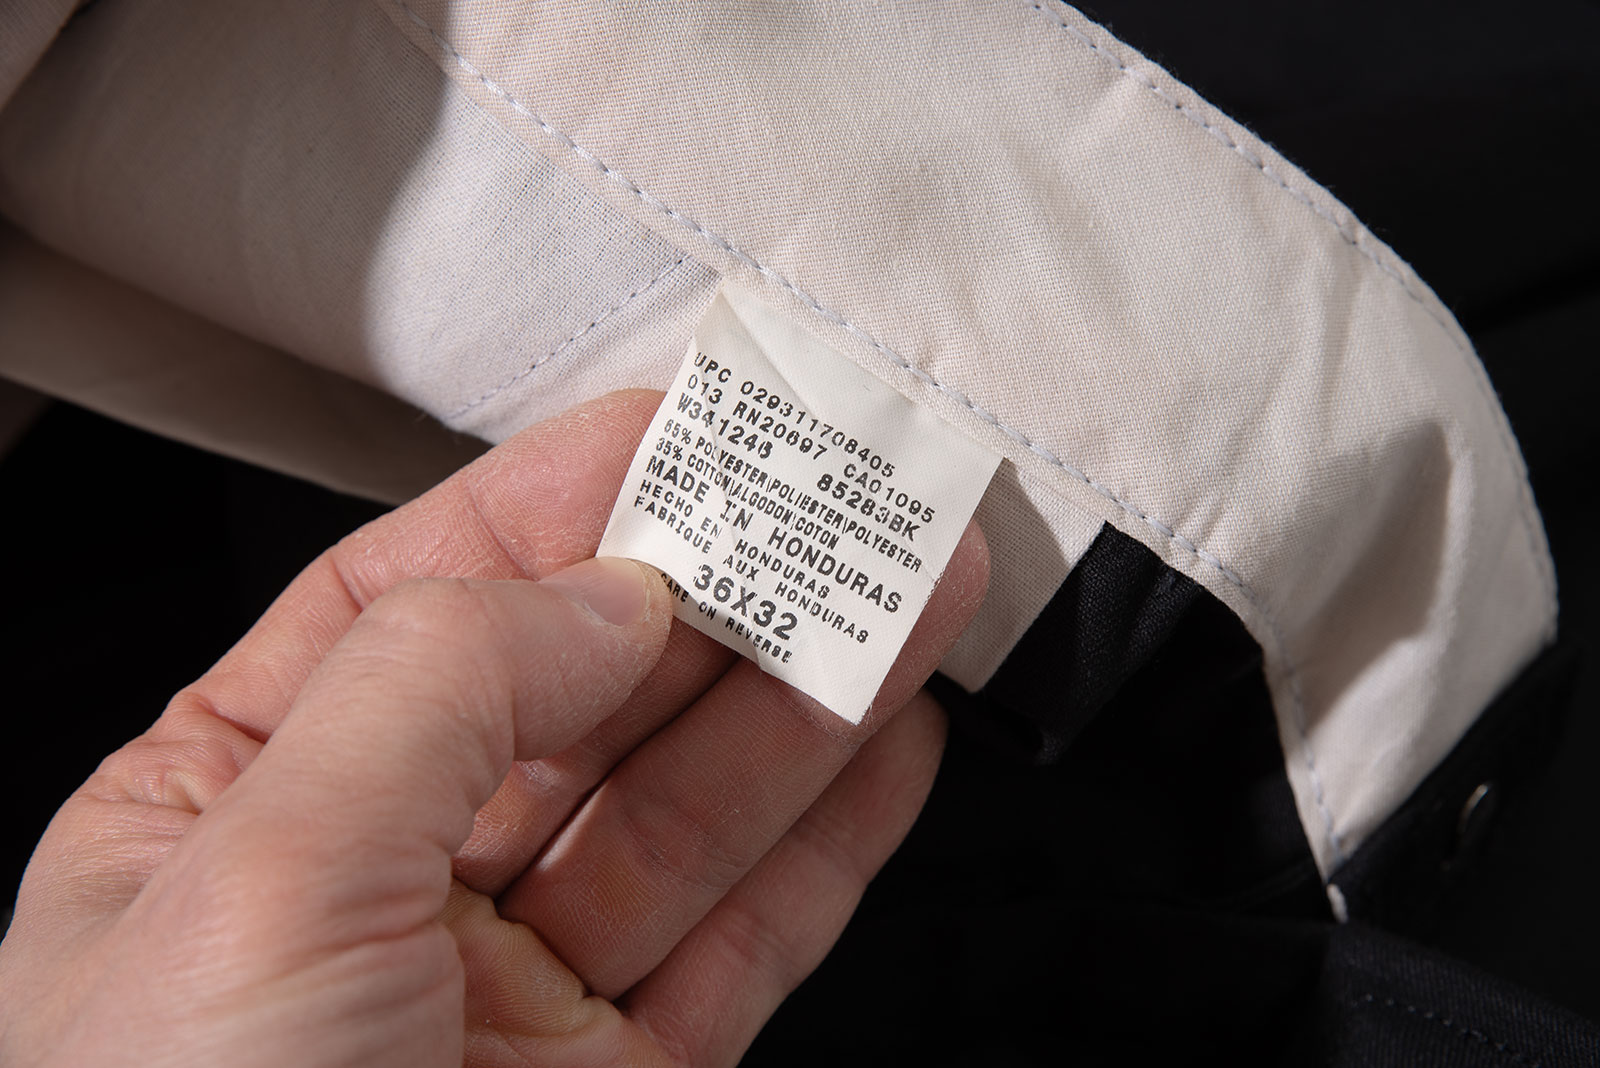 UPC 029311708405
013 RN20697 CA01095
W34124B 85283BK
65% POLYESTER\POLIESTER\POLYESTER
35% COTTON\ALGODON\COTON
MADE IN HONDURAS
HECHO EN HONDURAS
FABRIQUE AUX HONDURAS
36X32
CARE ON REVERSE